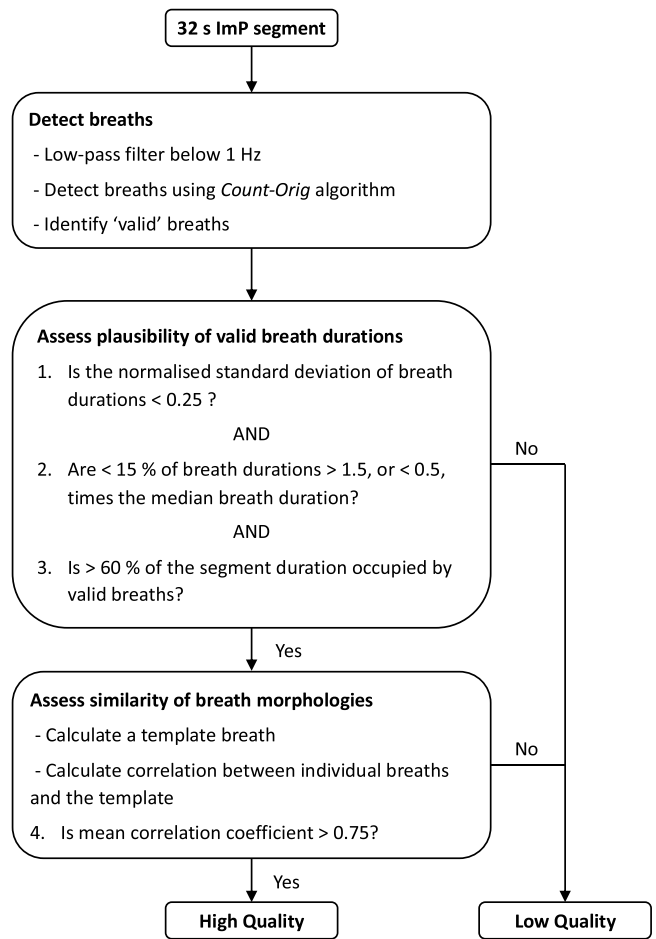 32 s ImP segment
Detect breaths
- Low-pass filter below 1 Hz
- Detect breaths using Count-Orig algorithm
- Identify ‘valid’ breaths
Assess plausibility of valid breath durations
1. Is the normalised standard deviation of breath
durations < 0.25 ?
AND
2. Are < 15 % of breath durations > 1.5, or < 0.5,
times the median breath duration?
AND
3. Is > 60 % of the segment duration occupied by
valid breaths?
No
Yes
Assess similarity of breath morphologies
- Calculate a template breath
- Calculate correlation between individual breaths
and the template
4. Is mean correlation coefficient > 0.75?
No
Yes
High Quality
Low Quality